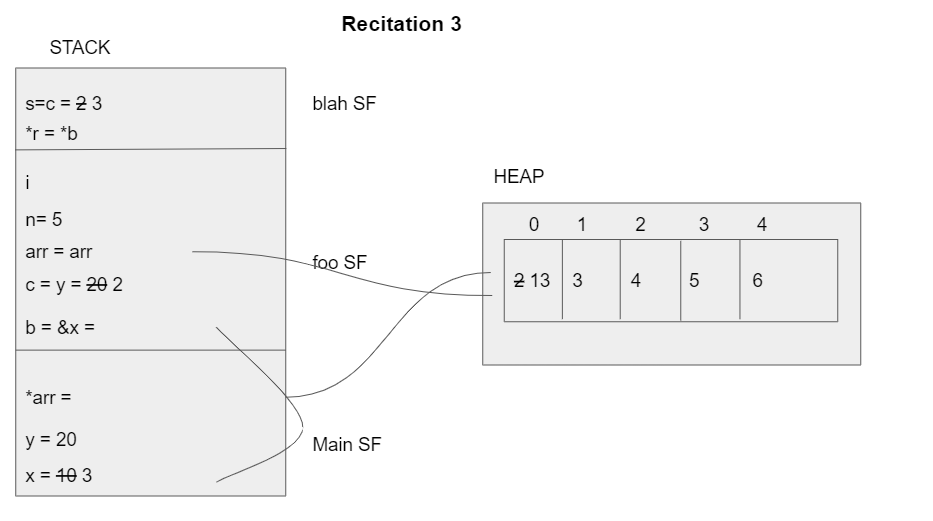 Recitation 3
STACK
s=c = ~~2~~ 3
blah SF
*r = *b
i
n= 5
arr = arr
foo SF
c = y = ~~20~~ 2
b = &x =
*arr =
y = 20
Main SF
x = ~~10~~ 3
HEAP
0 1 2 3 4
~~2~~ 13 3 4 5 6